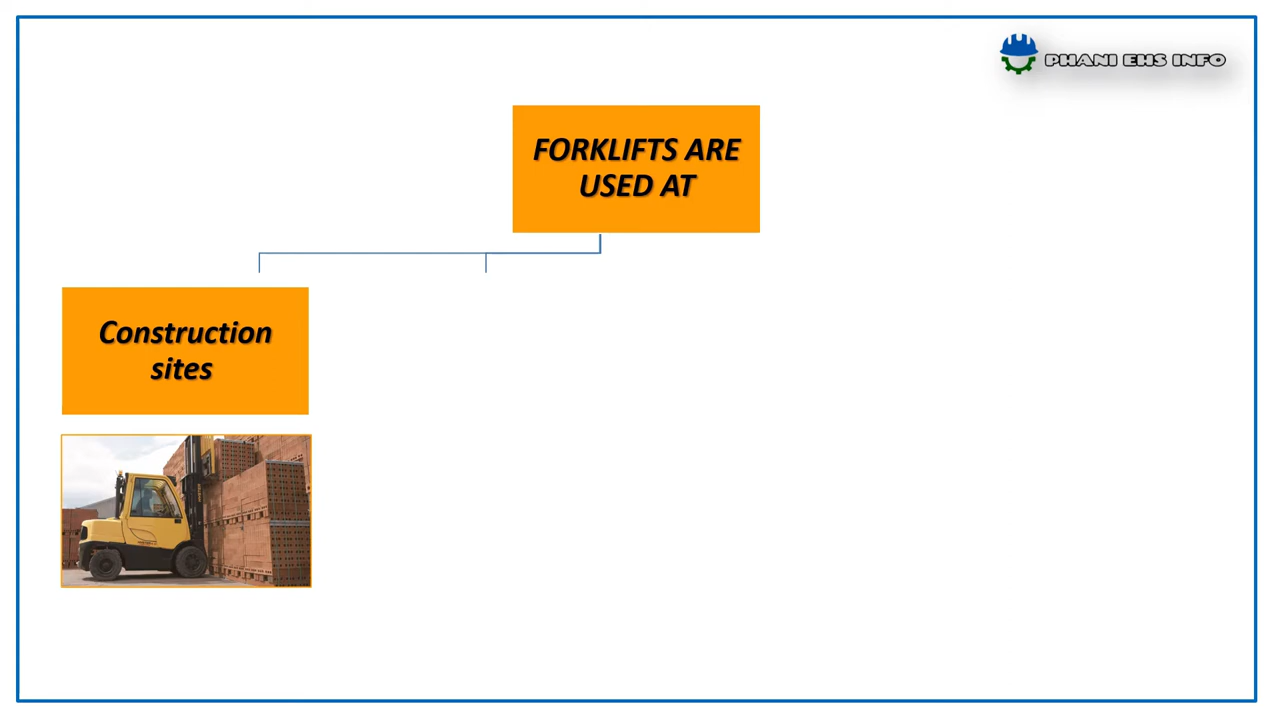 PHANI EHS INFO
FORKLIFTS ARE
USED AT
Construction
sites